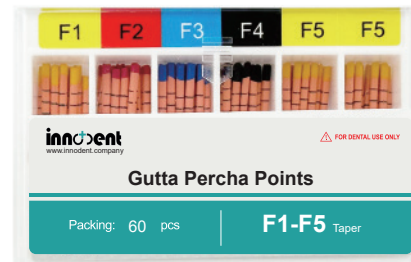 F1 F2 F3 F4 F5 F5
innodent
www.innodent.company
FOR DENTAL USE ONLY
Gutta Percha Points
Packing: 60 pcs
F1-F5 Taper